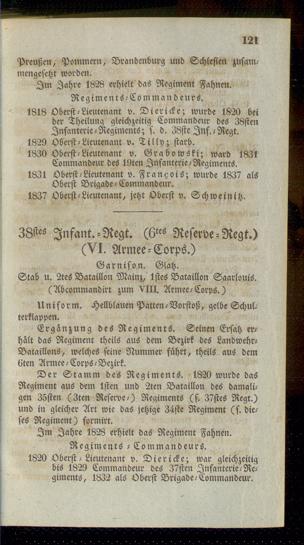 121
Preußen, Pommern, Brandenburg und Schlesien zusam-
mengesetzt worden.
Im Jahre 1828 erhielt das Regiment Fahnen.
Regiments-Commandeurs.
1818 Oberst-Lieutenant v. Diericke; wurde 1820 bei
der Theilung gleichzeitig Commandeur des 38sten
Infanterie-Regiments; s. d. 38ste Inf.-Regt.
1829 Oberst-Lieutenant v. Tilly; starb.
1830 Oberst-Lieutenant v. Grabowski; ward 1831
Commandeur des 19ten Infanterie-Regiments.
1831 Oberst-Lieutenant v. François; wurde 1837 als
Oberst Brigade-Commandeur.
1837 Oberst-Lieutenant, jetzt Oberst v. Schweinitz.
38stes Infant.-Regt. (6tes Reserve-Regt.)
(VI. Armee-Corps.)
Garnison. Glatz.
Stab u. 2tes Bataillon Mainz, 1stes Bataillon Saarlouis.
(Abcommandirt zum VIII. Armee-Corps.)
Uniform. Hellblauen Patten-Vorstoß, gelbe Schul-
terklappen.
Ergänzung des Regiments. Seinen Ersatz er-
hält das Regiment theils aus dem Bezirk des Landwehr-
Bataillons, welches seine Nummer führt, theils aus dem
6ten Armee-Corps-Bezirk.
Der Stamm des Regiments. 1820 wurde das
Regiment aus dem 1sten und 2ten Bataillon des damali-
gen 35sten (3ten Reserve-) Regiments (s. 37stes Regt.)
und in gleicher Art wie das jetzige 34ste Regiment (s. die-
ses Regiment) formirt.
Im Jahre 1828 erhielt das Regiment Fahnen.
Regiments-Commandeurs.
1820 Oberst-Lieutenant v. Diericke; war gleichzeitig
bis 1829 Commandeur des 37sten Infanterie-Re-
giments, 1832 als Oberst Brigade-Commandeur.